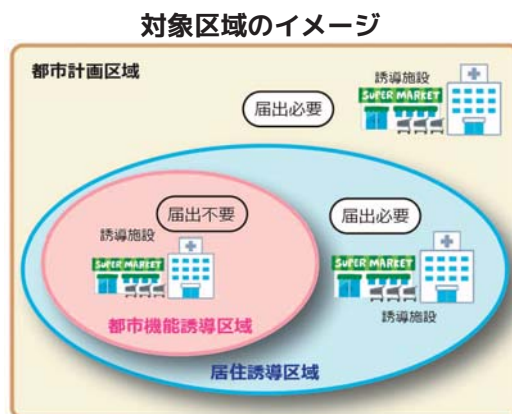 対象区域のイメージ
都市計画区域
誘導施設
届出必要
SUPER MARKET
届出不要
届出必要
誘導施設
SUPER MARKET
SUPER MARKET
誘導施設
都市機能誘導区域
居住誘導区域